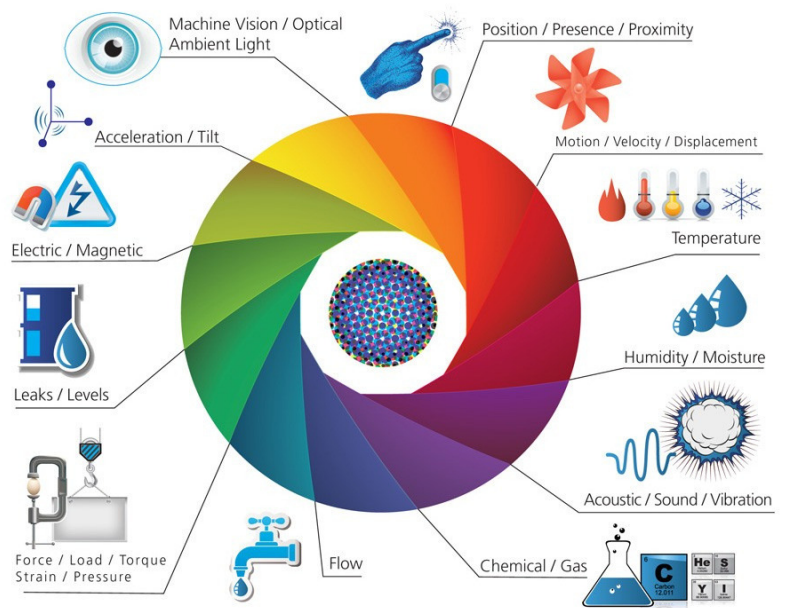 Machine Vision / Optical
Ambient Light
Position / Presence / Proximity
Motion / Velocity / Displacement
Acceleration / Tilt
Temperature
Electric / Magnetic
Humidity / Moisture
Leaks / Levels
Acoustic / Sound / Vibration
Force / Load / Torque
Strain / Pressure
Flow
Chemical / Gas
6
C
Carbon
12.011
He
S
Y
I